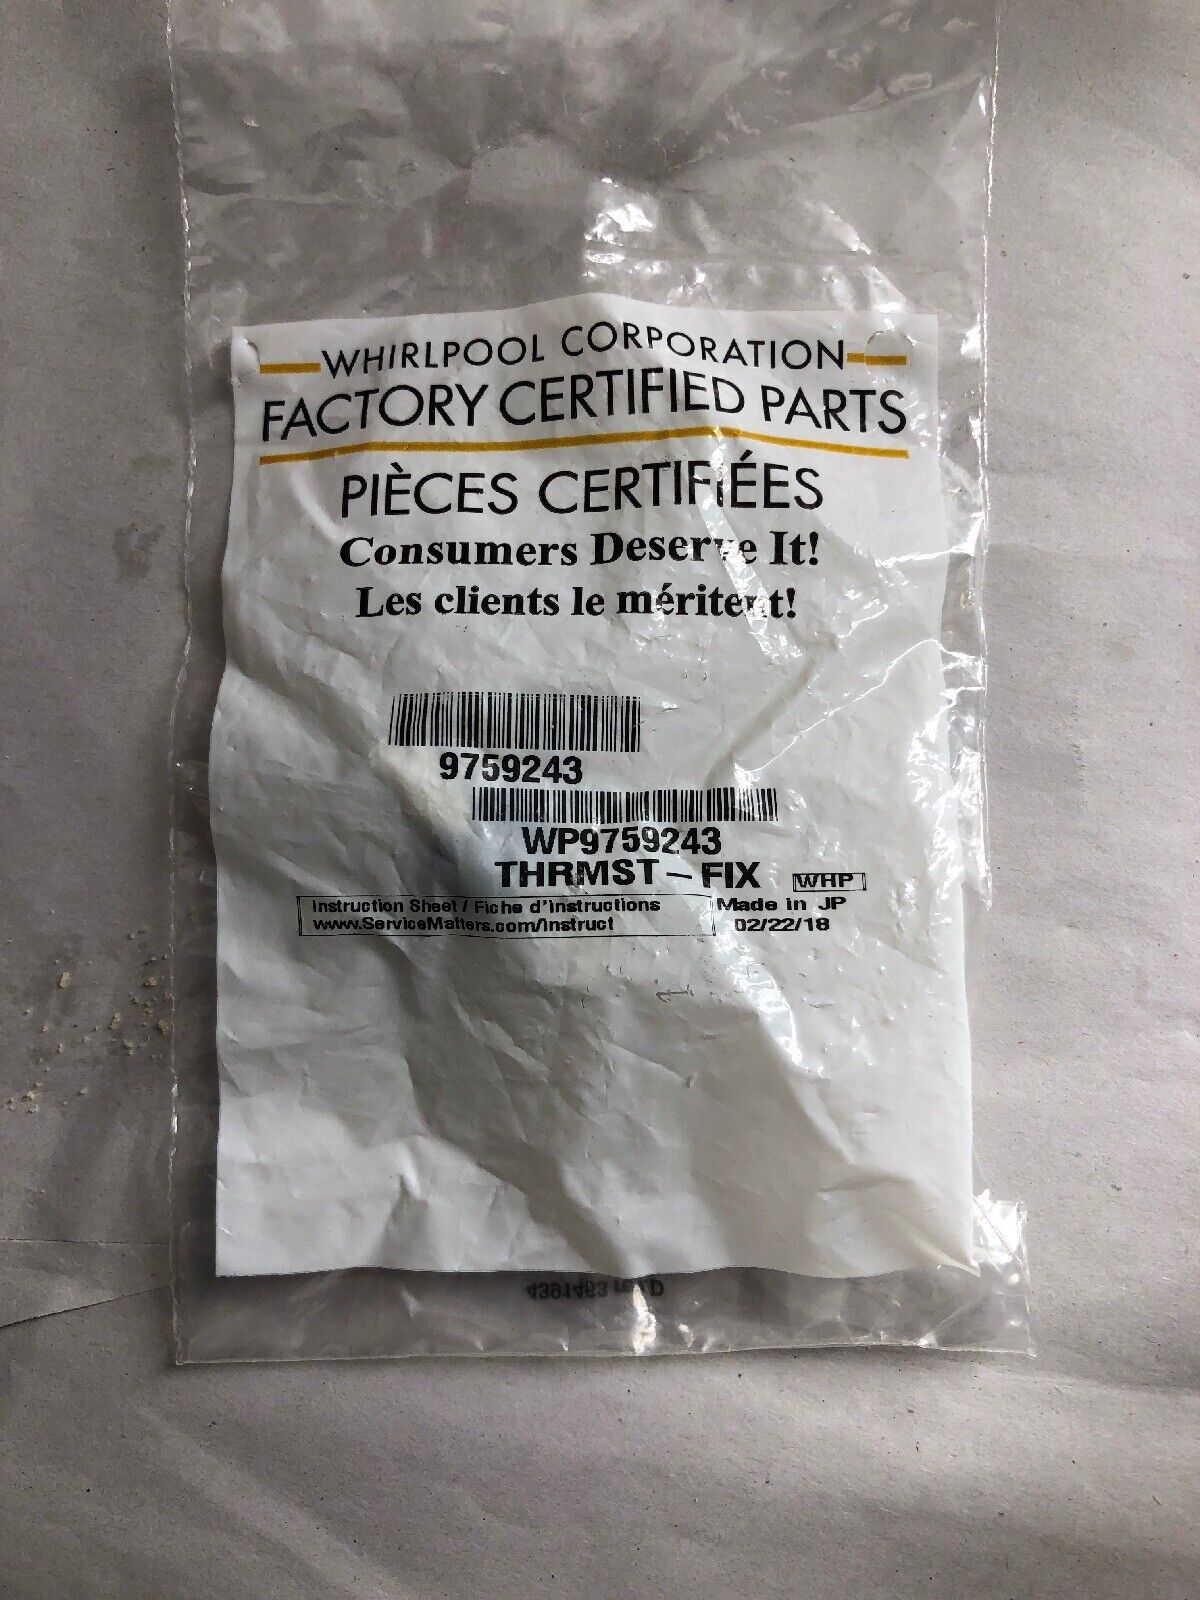 WHIRLPOOL CORPORATION
FACTORY CERTIFIED PARTS
PIÈCES CERTIFIÉES
Consumers Deserve It!
Les clients le méritent!
9759243
WP9759243
THRMST - FIX WHP
Instruction Sheet / Fiche d'instructions Made in JP
www.ServiceMatters.com/instruct 02/22/18
4391463 D